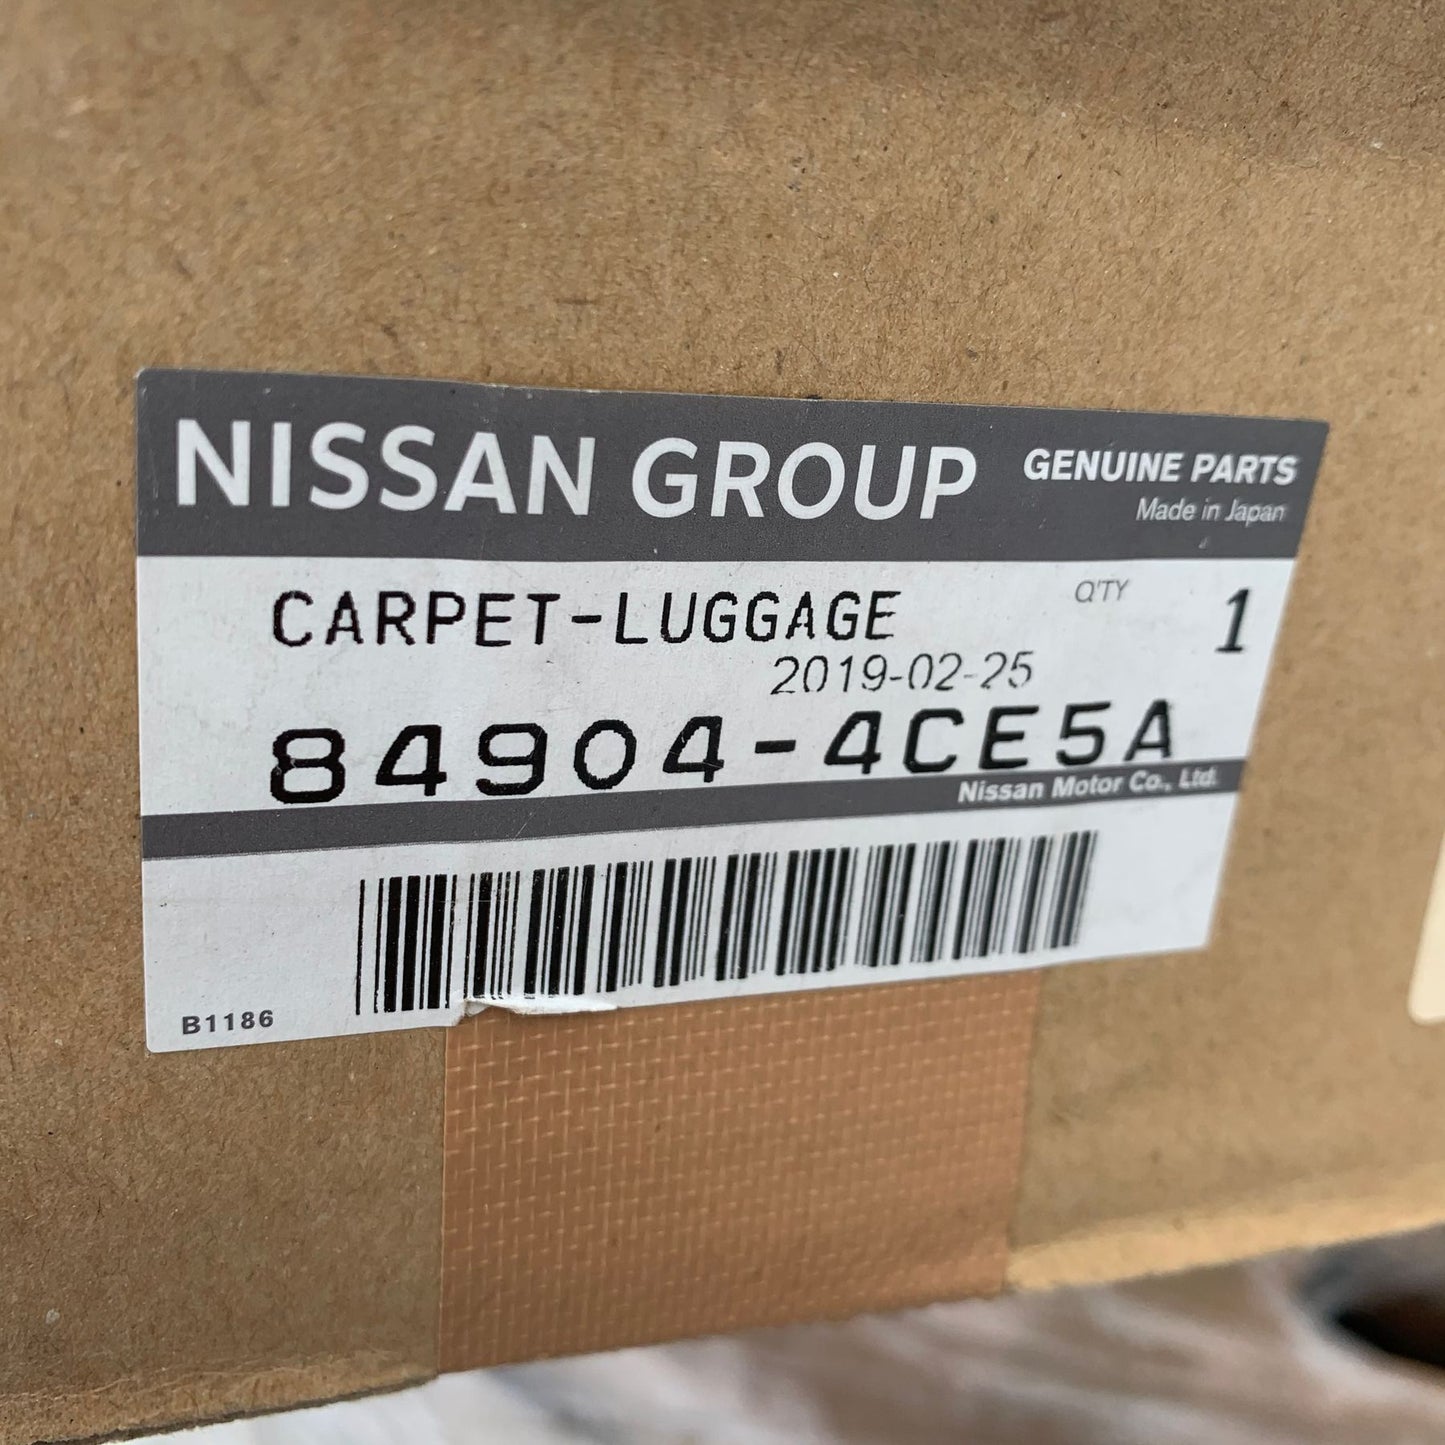 NISSAN GROUP
GENUINE PARTS
Made in Japan
CARPET-LUGGAGE
Q'TY 1
2019-02-25
84904-4CE5A
Nissan Motor Co., Ltd.
B1186